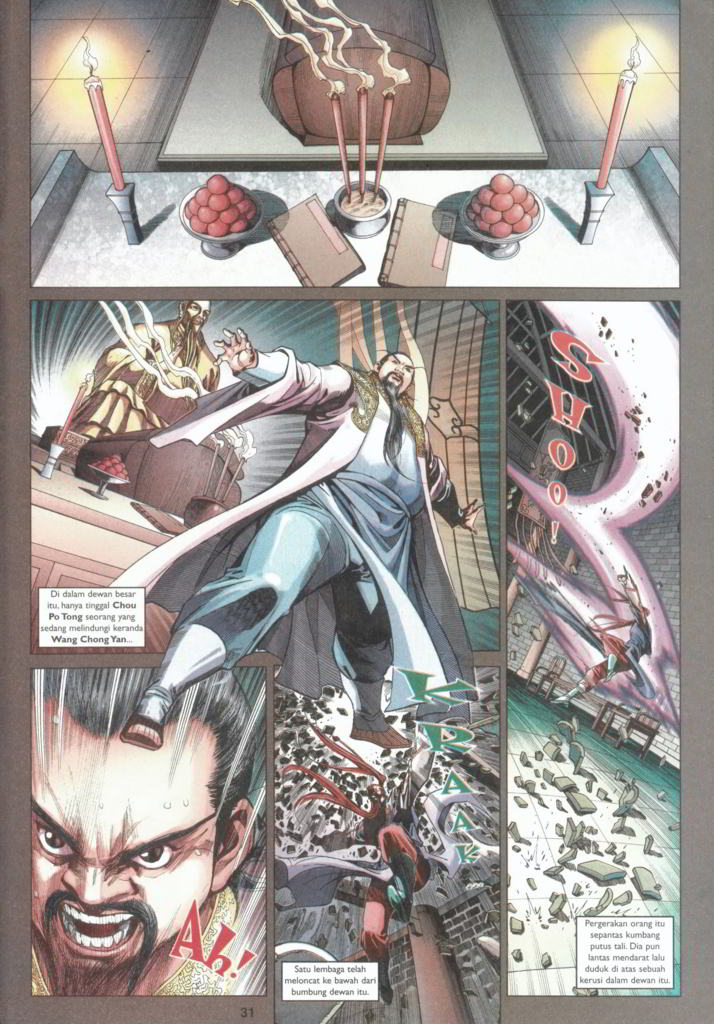 SHOO!
Di dalam dewan besar
itu, hanya tinggal Chou
Po Tong seorang yang
sedang melindungi keranda
Wang Chong Yan...
KRAAK
Ah!
Satu lembaga telah
meloncat ke bawah dari
bumbung dewan itu.
Pergerakan orang itu
sepantas kumbang
putus tali. Dia pun
lantas mendarat lalu
duduk di atas sebuah
kerusi dalam dewan itu.
31